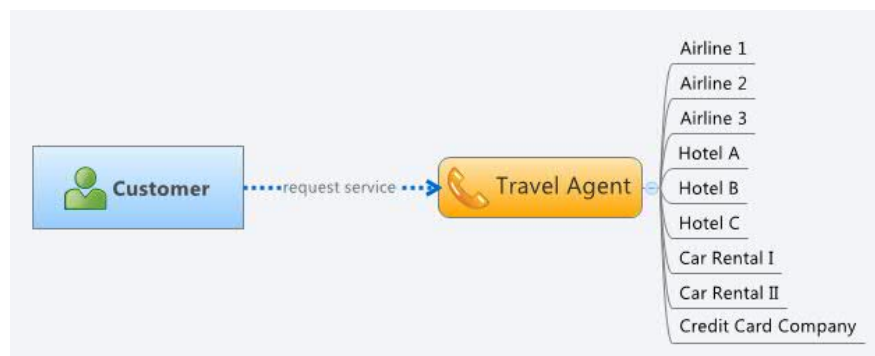 Customer
request service
Travel Agent
Airline 1
Airline 2
Airline 3
Hotel A
Hotel B
Hotel C
Car Rental I
Car Rental II
Credit Card Company